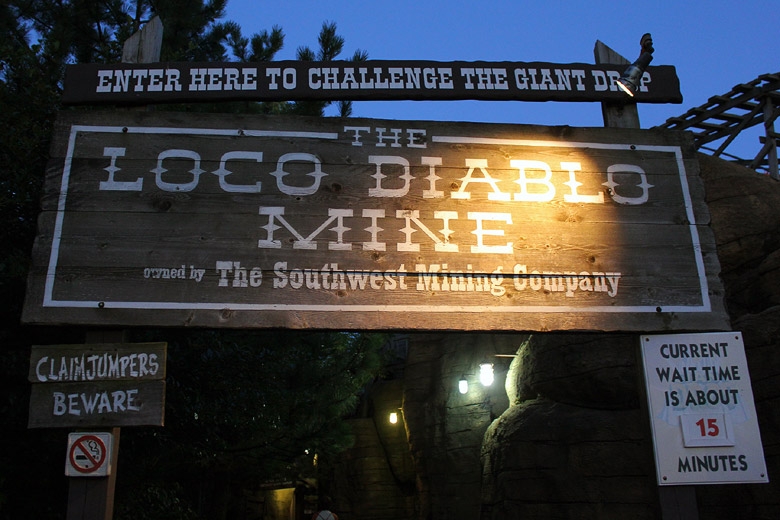 ENTER HERE TO CHALLENGE THE GIANT DROP
THE
LOCO DIABLO
MINE
owned by The Southwest Mining Company
CLAIMJUMPERS
BEWARE
CURRENT
WAIT TIME
IS ABOUT
15
MINUTES